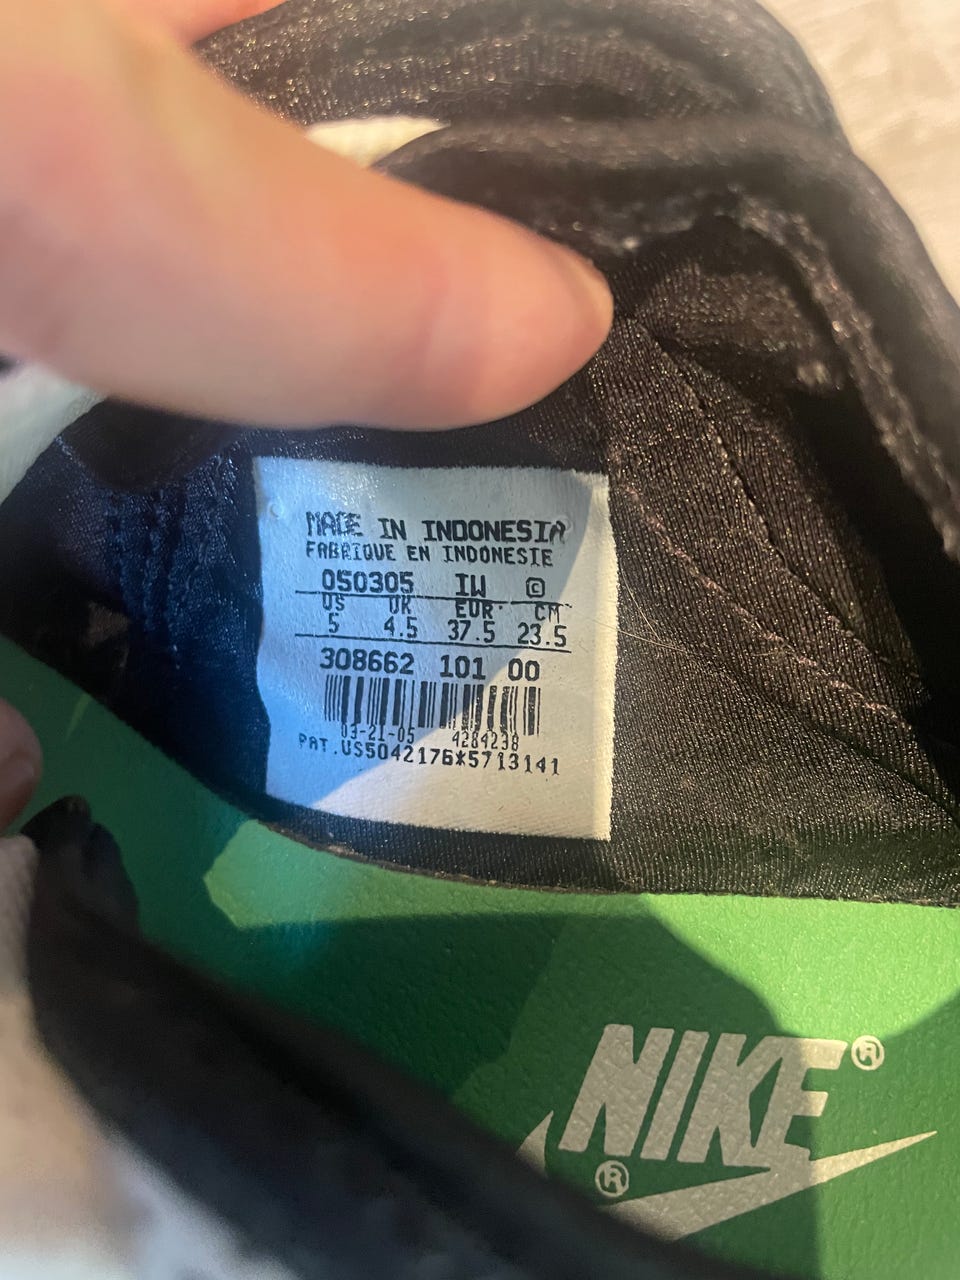 MADE IN INDONESIA
FABRIQUE EN INDONESIE
050305 IW ©
US UK EUR CM
5 4.5 37.5 23.5
308662 101 00
03-21-05 4284238
PAT.US5042176*5713141
NIKE®
®